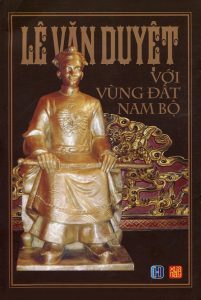 LÊ VĂN DUYỆT
VỚI
VÙNG ĐẤT
NAM BỘ